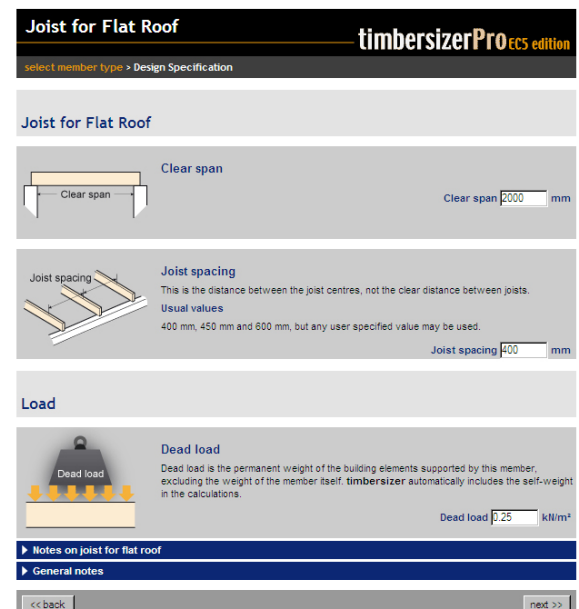 Joist for Flat Roof
timbersizerPro EC5 edition
select member type > Design Specification
Joist for Flat Roof
Clear span
Clear span
Clear span 2000 mm
Joist spacing
Joist spacing
This is the distance between the joist centres, not the clear distance between joists.
Usual values
400 mm, 450 mm and 600 mm, but any user specified value may be used.
Joist spacing 400 mm
Load
Dead load
Dead load
Dead load is the permanent weight of the building elements supported by this member,
excluding the weight of the member itself. timbersizer automatically includes the self-weight
in the calculations.
Dead load 0.25 kN/m²
Notes on joist for flat roof
General notes
<< back
next >>